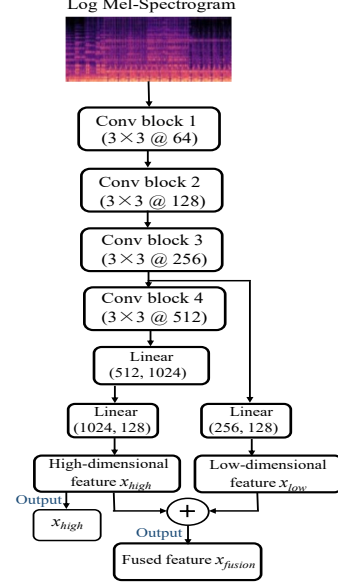 Log Mel-Spectrogram
Conv block 1
(3×3 @ 64)
Conv block 2
(3×3 @ 128)
Conv block 3
(3×3 @ 256)
Conv block 4
(3×3 @ 512)
Linear
(512, 1024)
Linear
(1024, 128)
Linear
(256, 128)
High-dimensional
feature x_high
Low-dimensional
feature x_low
Output
x_high
+
Output
Fused feature x_fusion